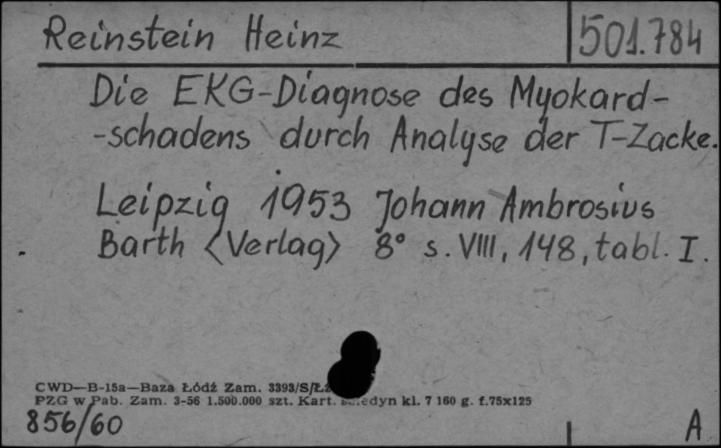 Reinstein Heinz
501.784
Die EKG-Diagnose des Myokard-
-schadens durch Analyse der T-Zacke.
Leipzig 1953 Johann Ambrosius
Barth <Verlag> 8° s. VIII, 148, tabl. I.
CWD—B-15a—Baza Łódź Zam. 3393/S/Łź
PZG w Pab. Zam. 3-56 1.500.000 szt. Kart. kl. 7 160 g. f.75x125
856/60
A